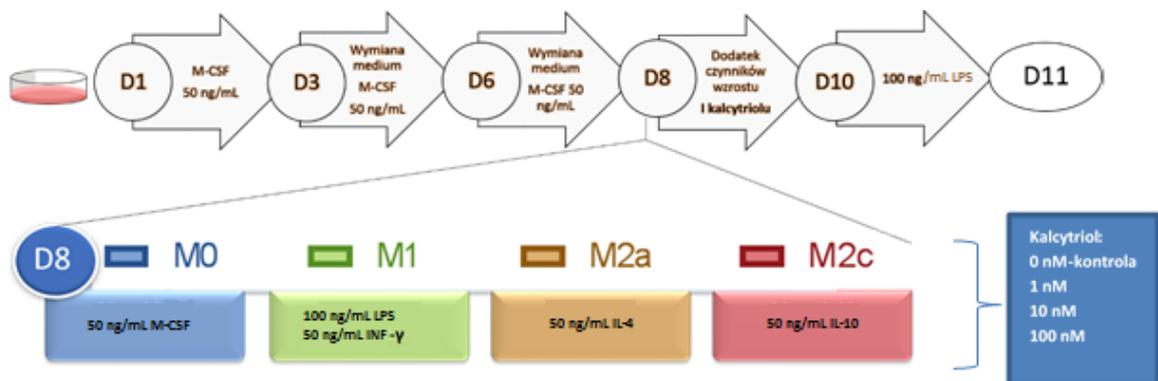 D1
M-CSF
50 ng/mL
D3
Wymiana
medium
M-CSF
50 ng/mL
D6
Wymiana
medium
M-CSF 50
ng/mL
D8
Dodatek
czynników
wzrostu
I kalcytriolu
D10
100 ng/mL LPS
D11
D8
M0
M1
M2a
M2c
50 ng/mL M-CSF
100 ng/mL LPS
50 ng/mL INF -γ
50 ng/mL IL-4
50 ng/mL IL-10
Kalcytriol:
0 nM-kontrola
1 nM
10 nM
100 nM